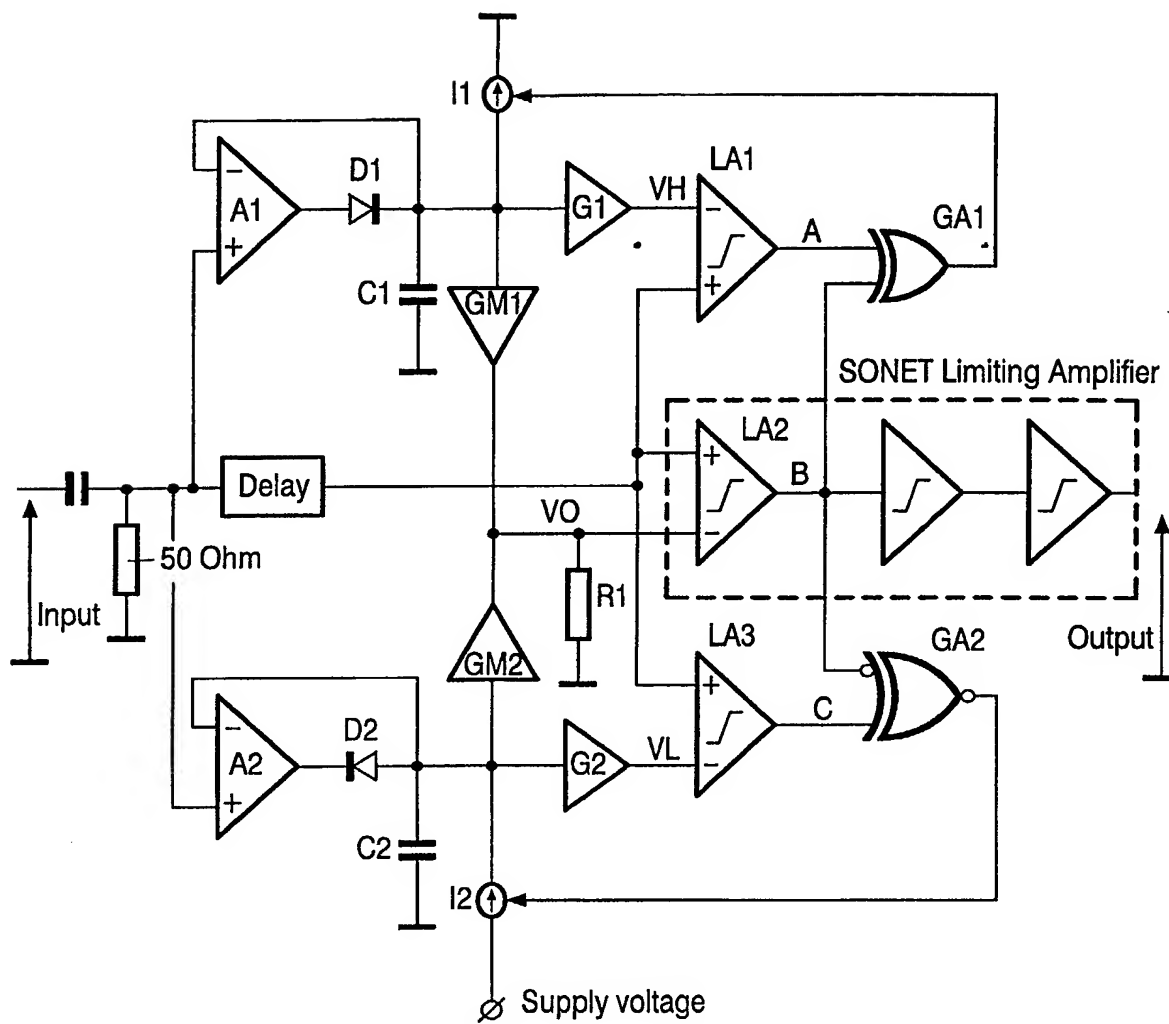 I1
LA1
D1
-
A1
+
G1
VH
-
+
A
GA1
C1
GM1
SONET Limiting Amplifier
LA2
+
B
-
Delay
VO
50 Ohm
R1
Input
Output
LA3
GA2
GM2
+
C
-
D2
-
A2
+
G2
VL
C2
I2
Supply voltage